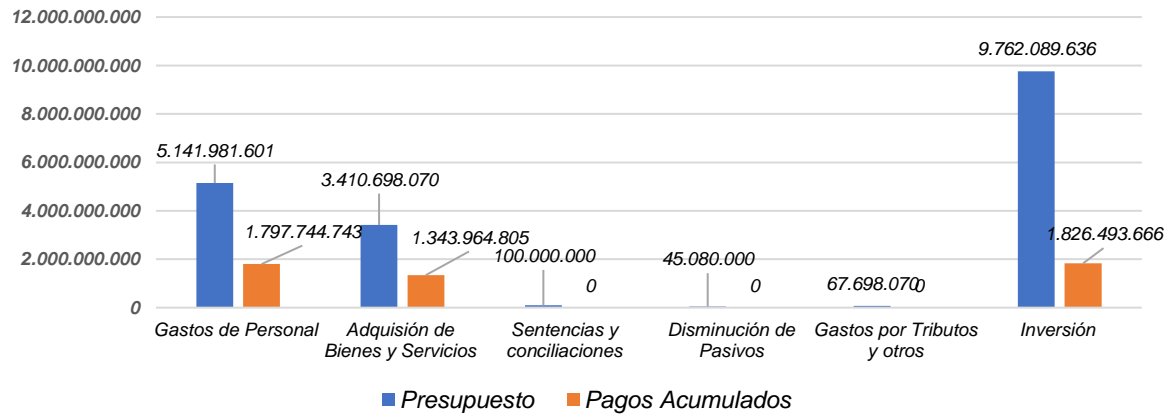 12.000.000.000
10.000.000.000
8.000.000.000
6.000.000.000
4.000.000.000
2.000.000.000
0
5.141.981.601
1.797.744.743
3.410.698.070
1.343.964.805
100.000.000
0
45.080.000
0
67.698.070
0
9.762.089.636
1.826.493.666
Gastos de Personal
Adquisión de
Bienes y Servicios
Sentencias y
conciliaciones
Disminución de
Pasivos
Gastos por Tributos
y otros
Inversión
Presupuesto
Pagos Acumulados